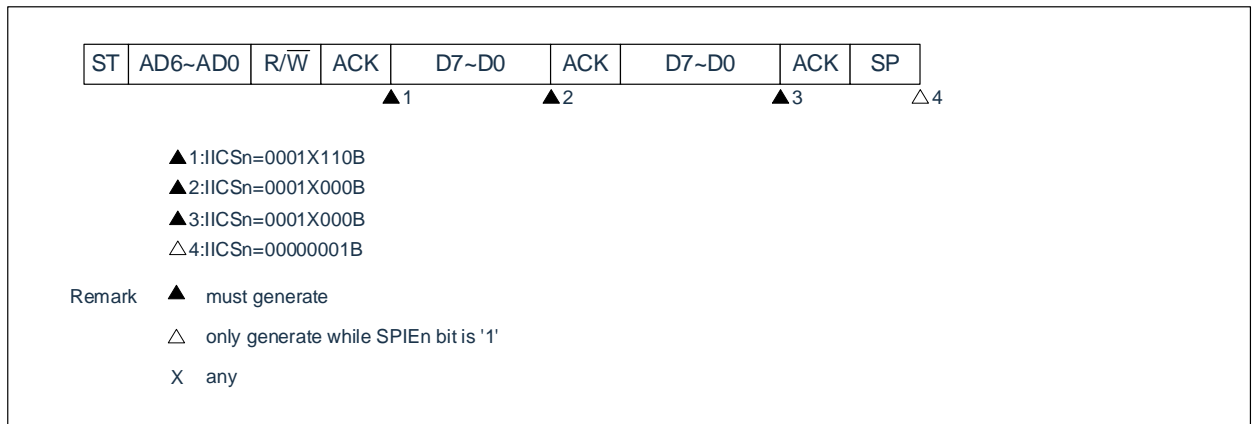 ST AD6~AD0 R/W̅ ACK D7~D0 ACK D7~D0 ACK SP
▲1 ▲2 ▲3 △4
▲1:IICSn=0001X110B
▲2:IICSn=0001X000B
▲3:IICSn=0001X000B
△4:IICSn=00000001B
Remark ▲ must generate
△ only generate while SPIEn bit is '1'
X any